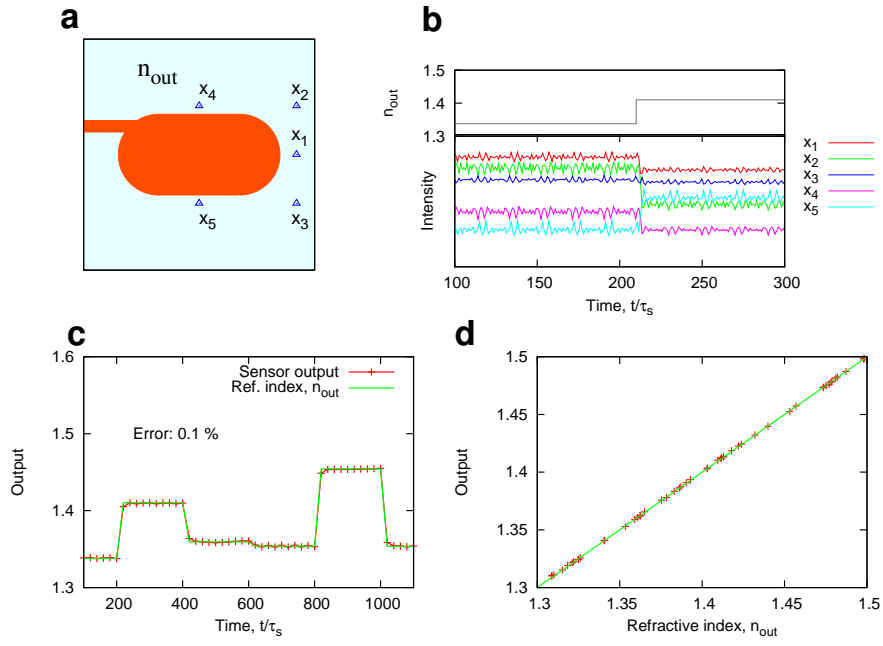 a
n_out
x_4
x_2
x_1
x_5
x_3
b
n_out
1.5
1.4
1.3
Intensity
x_1
x_2
x_3
x_4
x_5
100
150
200
250
300
Time, t/τ_s
c
Output
1.6
1.5
1.4
1.3
Sensor output
Ref. index, n_out
Error: 0.1 %
200
400
600
800
1000
Time, t/τ_s
d
Output
1.5
1.45
1.4
1.35
1.3
1.3
1.35
1.4
1.45
1.5
Refractive index, n_out